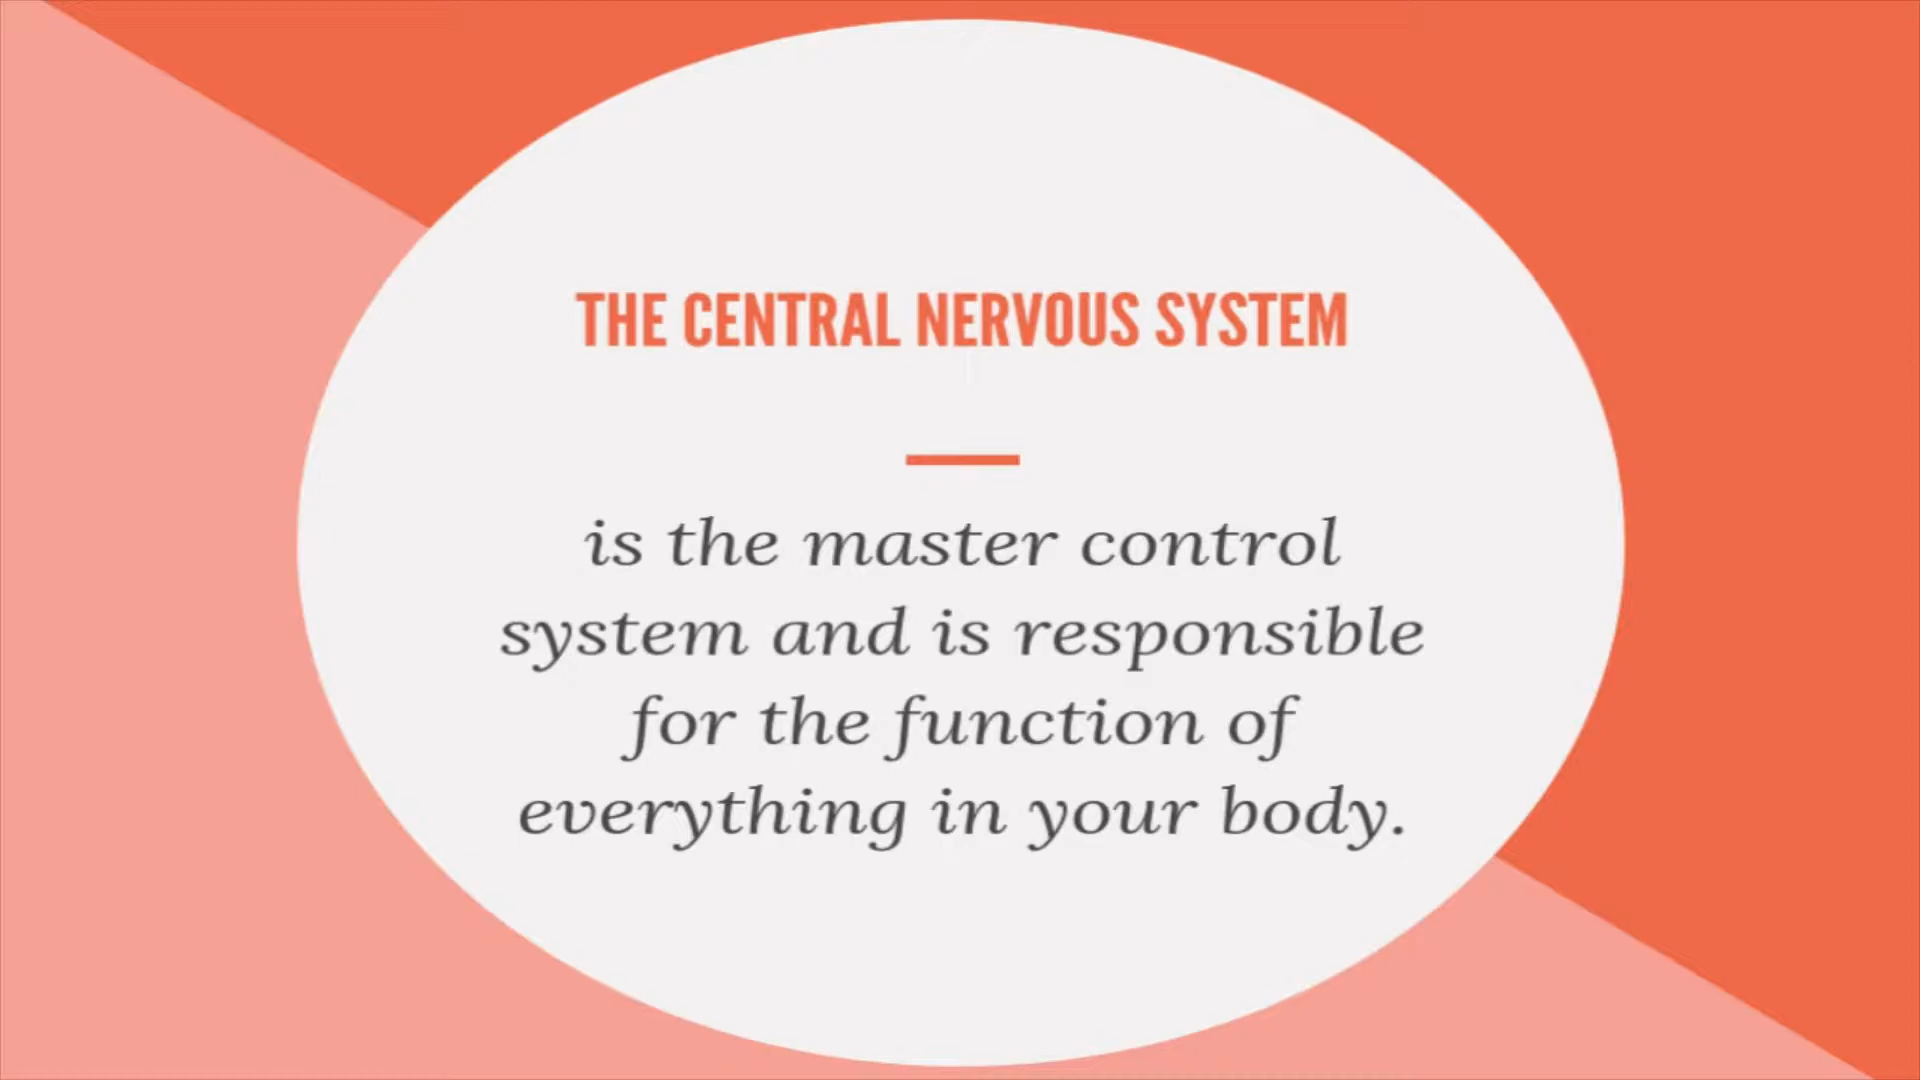 THE CENTRAL NERVOUS SYSTEM
is the master control
system and is responsible
for the function of
everything in your body.